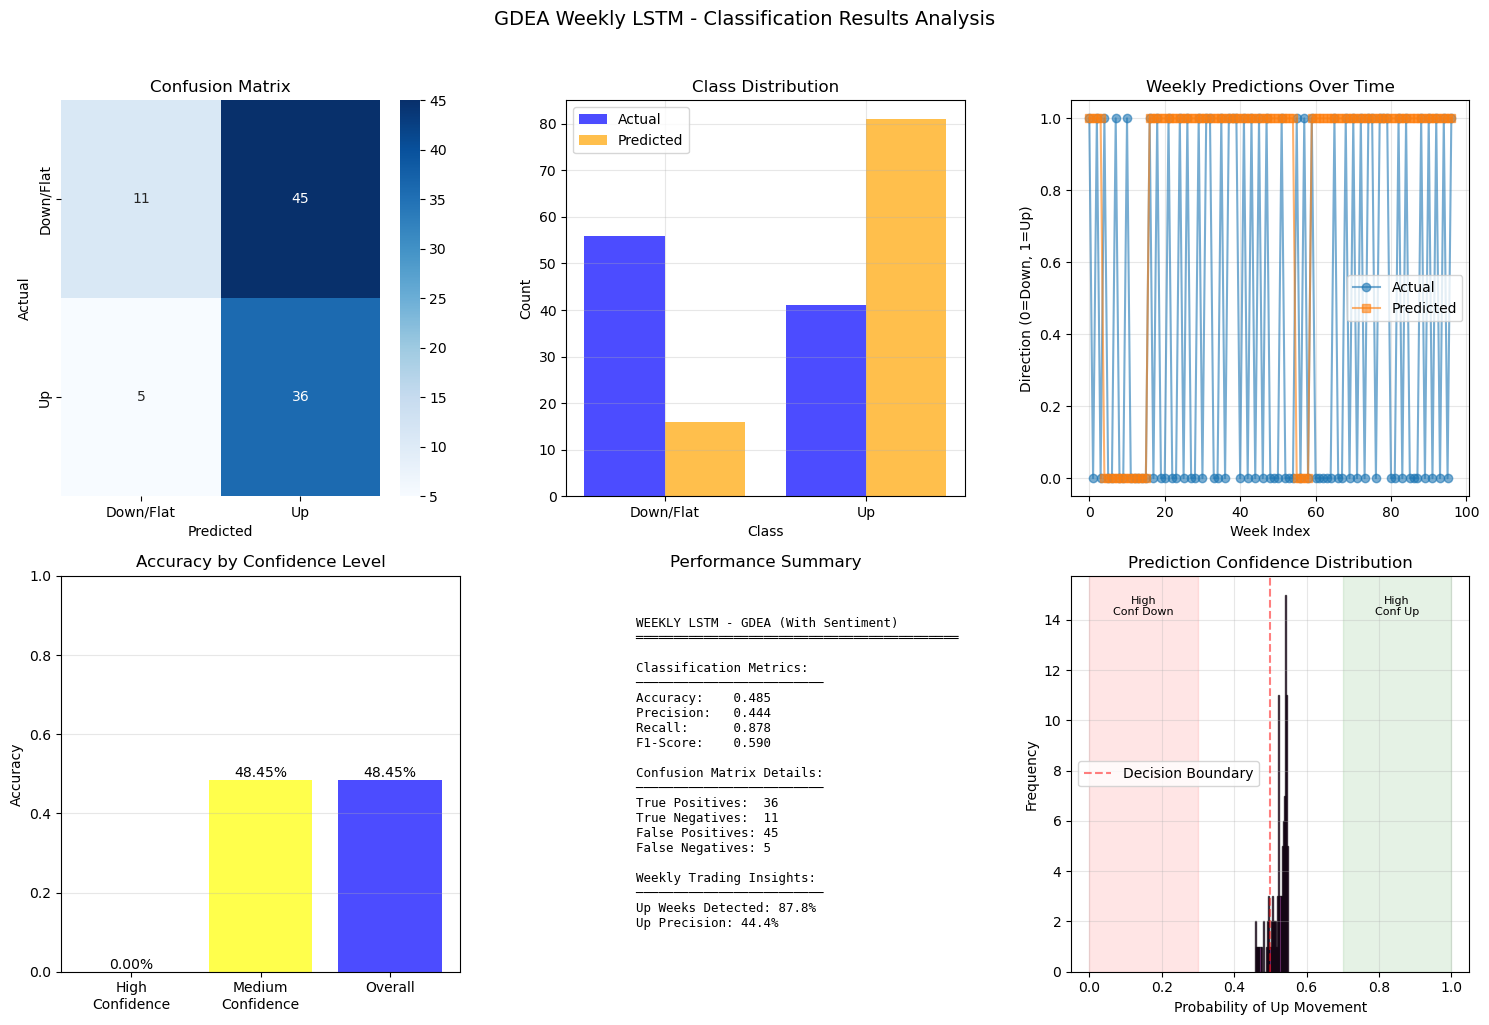 GDEA Weekly LSTM - Classification Results Analysis
Confusion Matrix
Down/Flat
Up
Actual
11
45
5
36
Down/Flat
Up
Predicted
45
40
35
30
25
20
15
10
5
Class Distribution
Actual
Predicted
80
70
60
50
40
30
20
10
0
Count
Down/Flat
Up
Class
Weekly Predictions Over Time
1.0
0.8
0.6
0.4
0.2
0.0
Direction (0=Down, 1=Up)
Actual
Predicted
0
20
40
60
80
100
Week Index
Accuracy by Confidence Level
1.0
0.8
0.6
0.4
0.2
0.0
Accuracy
0.00%
48.45%
48.45%
High
Confidence
Medium
Confidence
Overall
Performance Summary
WEEKLY LSTM - GDEA (With Sentiment)
Classification Metrics:
Accuracy: 0.485
Precision: 0.444
Recall: 0.878
F1-Score: 0.590
Confusion Matrix Details:
True Positives: 36
True Negatives: 11
False Positives: 45
False Negatives: 5
Weekly Trading Insights:
Up Weeks Detected: 87.8%
Up Precision: 44.4%
Prediction Confidence Distribution
High
Conf Down
High
Conf Up
Decision Boundary
14
12
10
8
6
4
2
0
Frequency
0.0
0.2
0.4
0.6
0.8
1.0
Probability of Up Movement